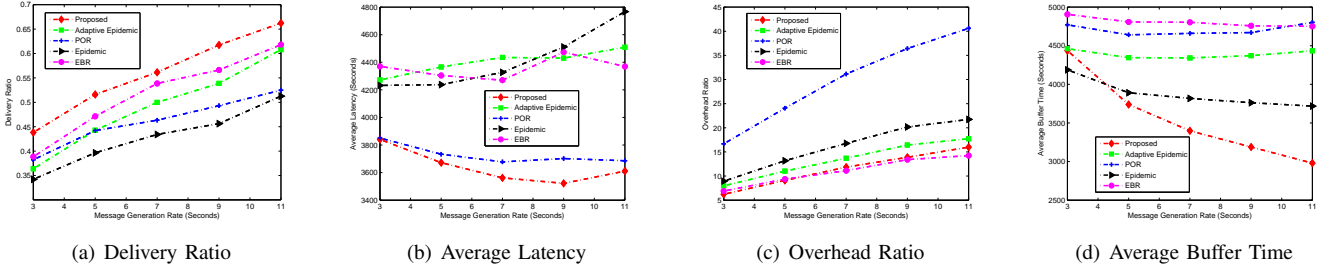 0.7
0.65
0.6
0.55
0.5
0.45
0.4
0.35
3 4 5 6 7 8 9 10 11
Delivery Ratio
Message Generation Rate (Seconds)
Proposed
Adaptive Epidemic
POR
Epidemic
EBR
(a) Delivery Ratio
4800
4600
4400
4200
4000
3800
3600
3400
3 4 5 6 7 8 9 10 11
Average Latency (Seconds)
Message Generation Rate (Seconds)
Proposed
Adaptive Epidemic
POR
Epidemic
EBR
(b) Average Latency
45
40
35
30
25
20
15
10
5
3 4 5 6 7 8 9 10 11
Overhead Ratio
Message Generation Rate (Seconds)
Proposed
Adaptive Epidemic
POR
Epidemic
EBR
(c) Overhead Ratio
5000
4500
4000
3500
3000
2500
3 4 5 6 7 8 9 10 11
Average Buffer Time (Seconds)
Message Generation Rate (Seconds)
Proposed
Adaptive Epidemic
POR
Epidemic
EBR
(d) Average Buffer Time